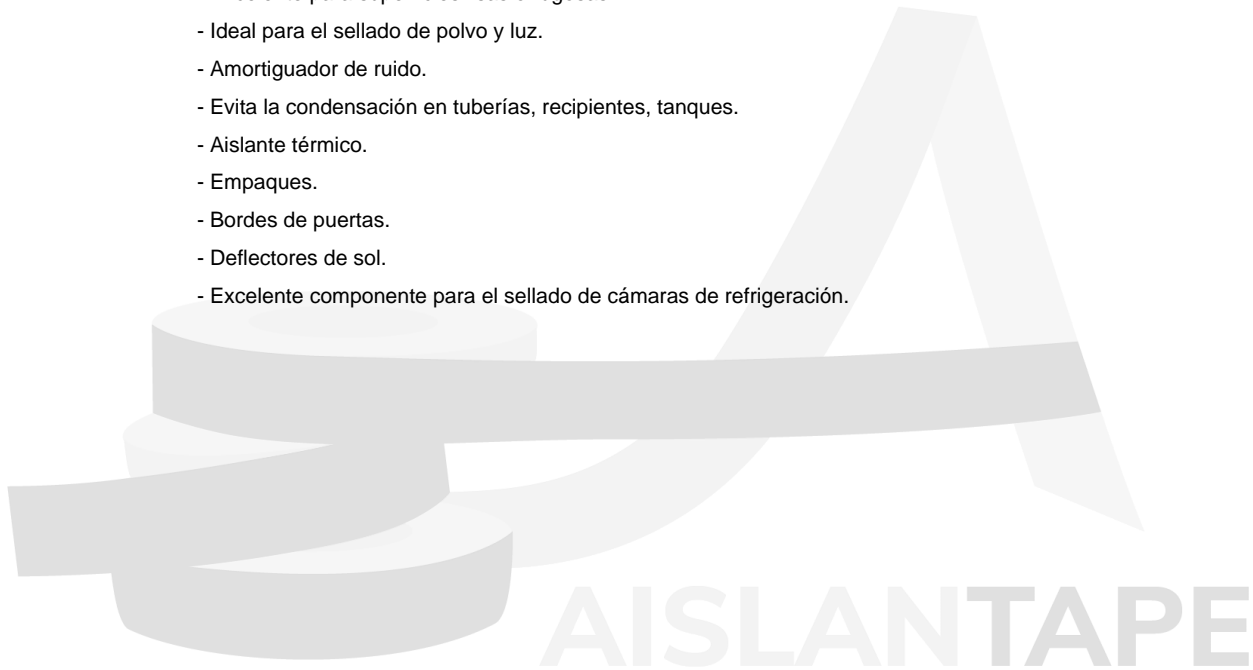 - Ideal para el sellado de polvo y luz.
- Amortiguador de ruido.
- Evita la condensación en tuberías, recipientes, tanques.
- Aislante térmico.
- Empaques.
- Bordes de puertas.
- Deflectores de sol.
- Excelente componente para el sellado de cámaras de refrigeración.
AISLANTAPE